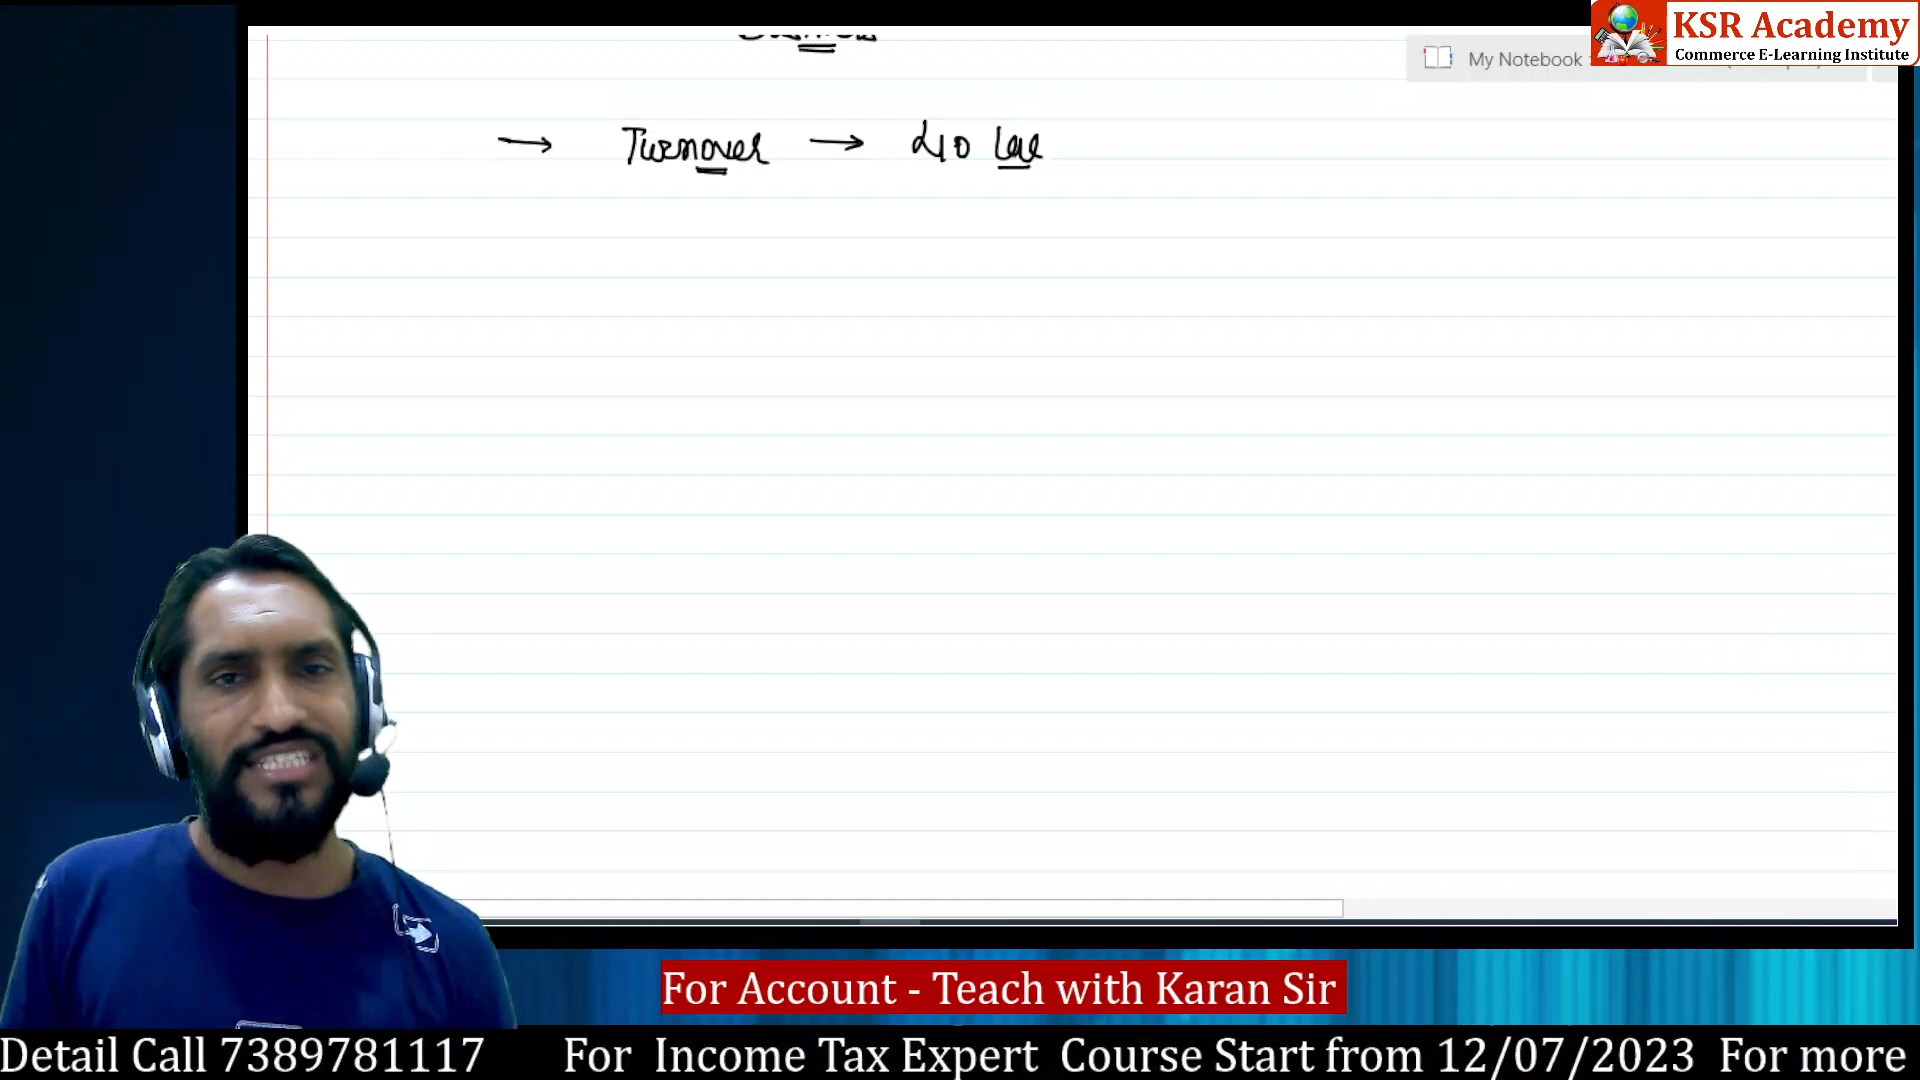 KSR Academy
Commerce E-Learning Institute
My Notebook
→ Turnover → ₹10 Lac
For Account - Teach with Karan Sir
Detail Call 7389781117 For Income Tax Expert Course Start from 12/07/2023 For more